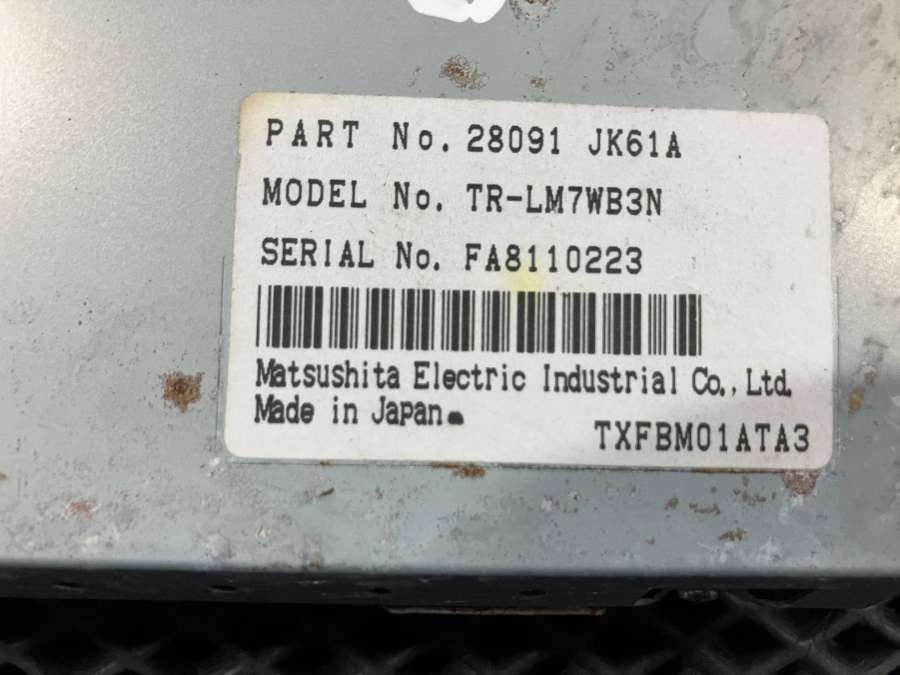 PART No. 28091 JK61A
MODEL No. TR-LM7WB3N
SERIAL No. FA8110223
Matsushita Electric Industrial Co., Ltd.
Made in Japan.
TXFBM01ATA3